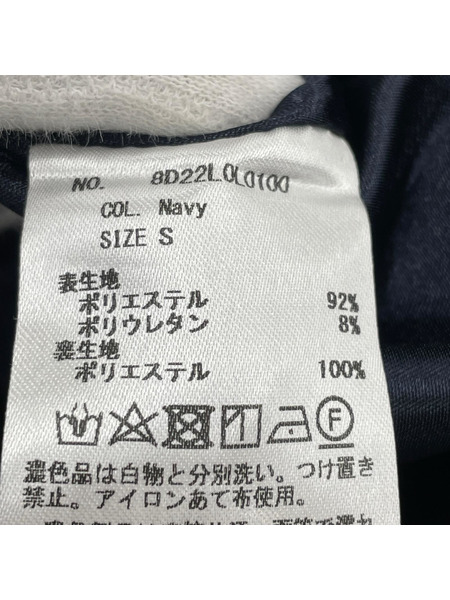 NO. 8D22L0L0100
COL. Navy
SIZE S
表生地
ポリエステル 92%
ポリウレタン 8%
裏生地
ポリエステル 100%
F
濃色品は白物と分別洗い。つけ置き
禁止。アイロンあて布使用。